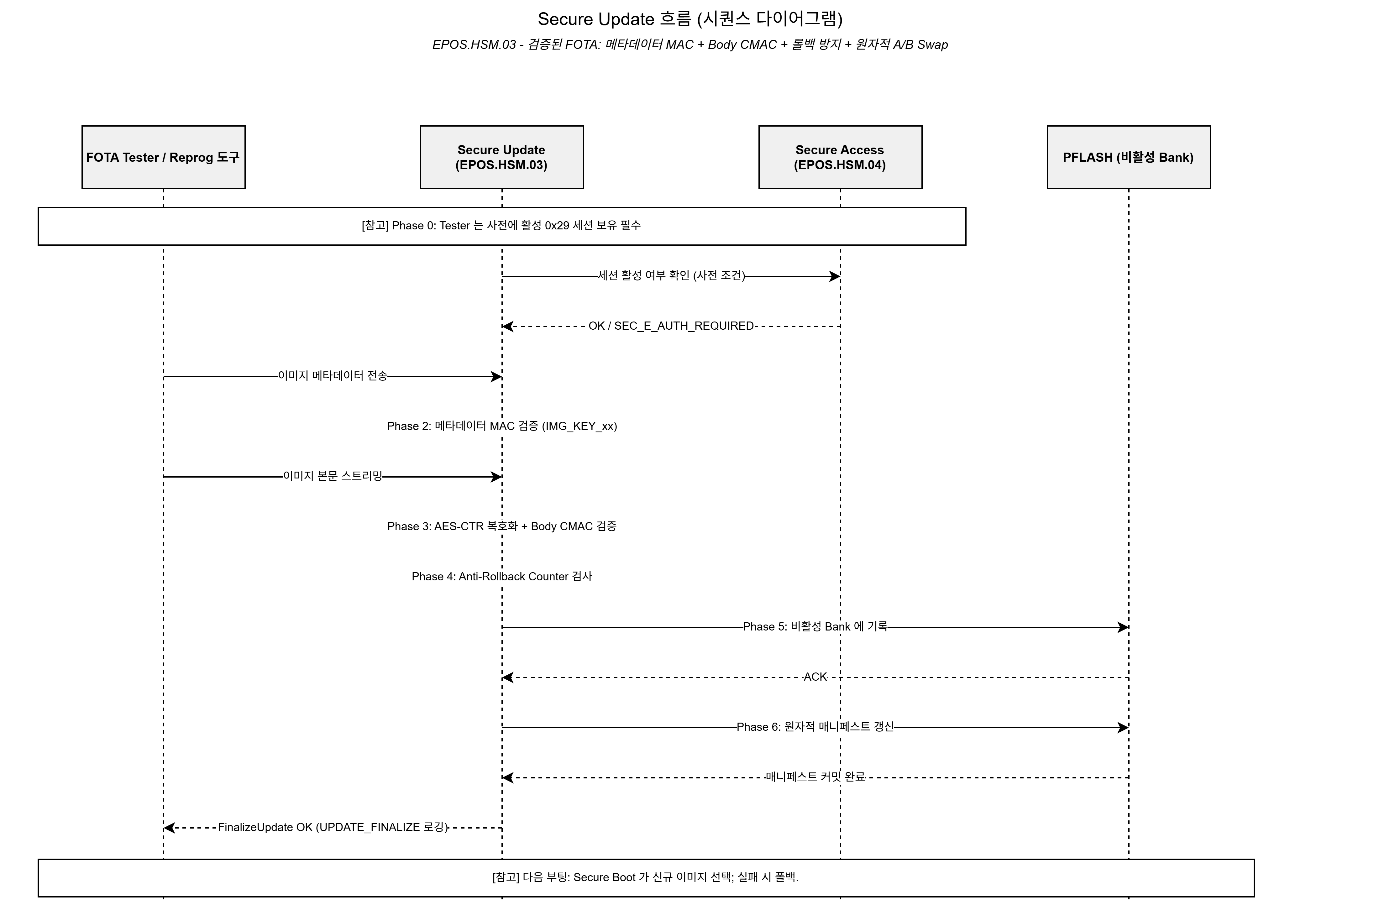 Secure Update 흐름 (시퀀스 다이어그램)
EPOS.HSM.03 - 검증된 FOTA: 메타데이터 MAC + Body CMAC + 롤백 방지 + 원자적 A/B Swap
FOTA Tester / Reprog 도구
Secure Update
(EPOS.HSM.03)
Secure Access
(EPOS.HSM.04)
PFLASH (비활성 Bank)
[참고] Phase 0: Tester 는 사전에 활성 0x29 세션 보유 필수
세션 활성 여부 확인 (사전 조건)
OK / SEC_E_AUTH_REQUIRED
이미지 메타데이터 전송
Phase 2: 메타데이터 MAC 검증 (IMG_KEY_xx)
이미지 본문 스트리밍
Phase 3: AES-CTR 복호화 + Body CMAC 검증
Phase 4: Anti-Rollback Counter 검사
Phase 5: 비활성 Bank 에 기록
ACK
Phase 6: 원자적 매니페스트 갱신
매니페스트 커밋 완료
FinalizeUpdate OK (UPDATE_FINALIZE 로깅)
[참고] 다음 부팅: Secure Boot 가 신규 이미지 선택; 실패 시 폴백.